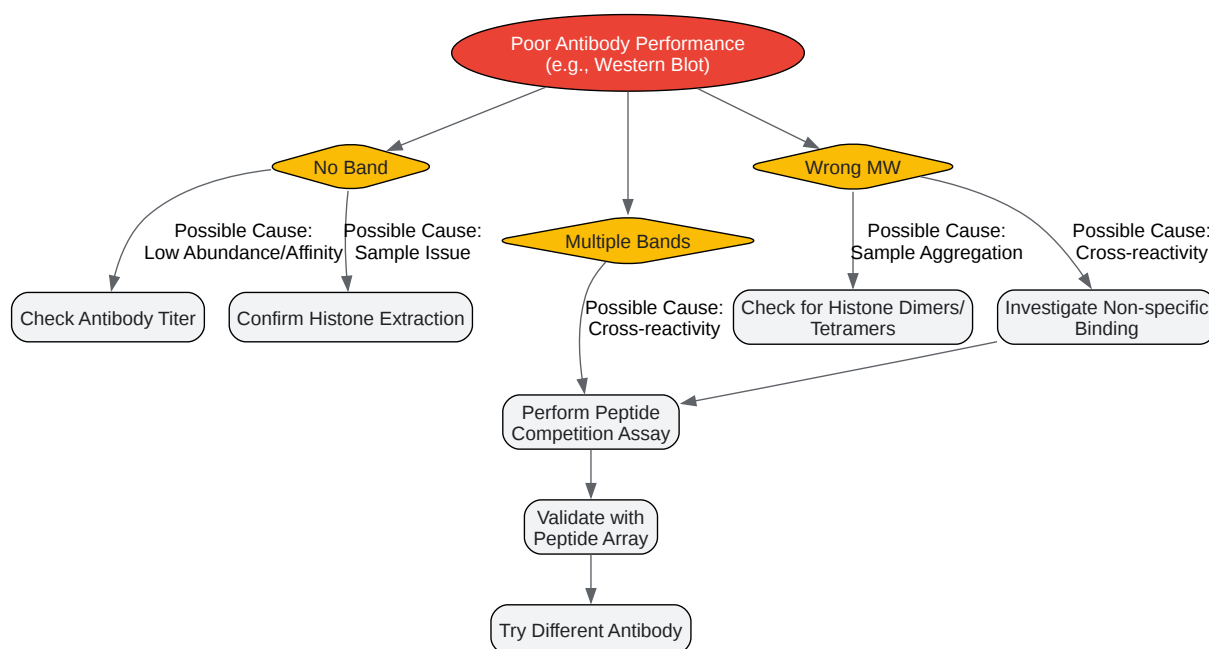 Poor Antibody Performance
(e.g., Western Blot)
No Band
Wrong MW
Multiple Bands
Possible Cause:
Low Abundance/Affinity
Possible Cause:
Sample Issue
Possible Cause:
Sample Aggregation
Possible Cause:
Cross-reactivity
Possible Cause:
Cross-reactivity
Check Antibody Titer
Confirm Histone Extraction
Check for Histone Dimers/
Tetramers
Investigate Non-specific
Binding
Perform Peptide
Competition Assay
Validate with
Peptide Array
Try Different Antibody